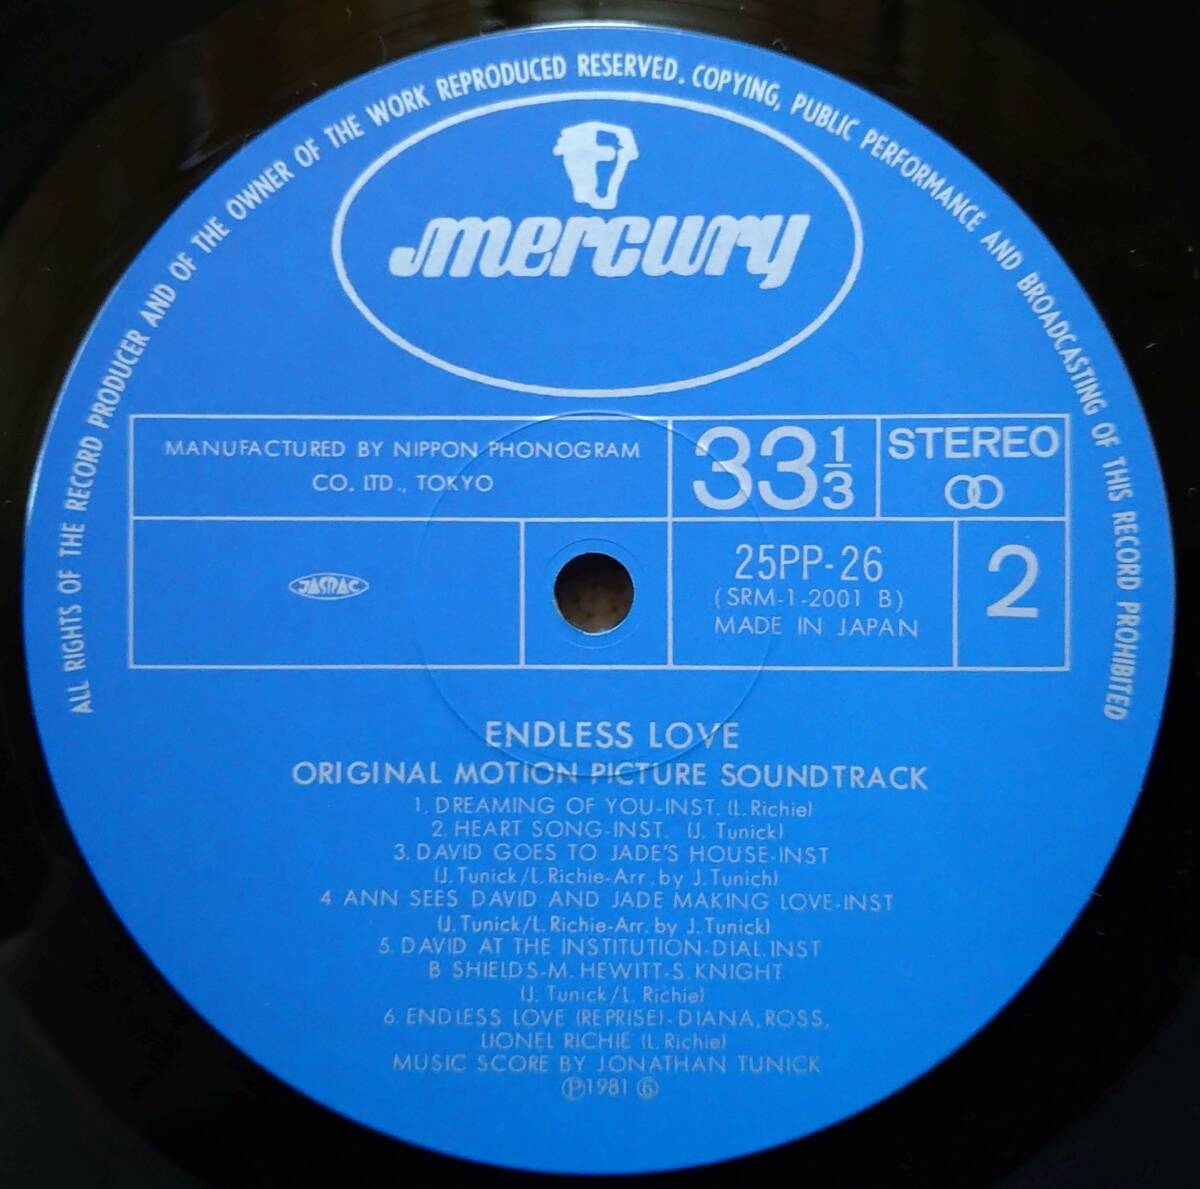 ALL RIGHTS OF THE RECORD PRODUCER AND OF THE OWNER OF THE WORK REPRODUCED RESERVED. COPYING, PUBLIC PERFORMANCE AND BROADCASTING OF THIS RECORD PROHIBITED
mercury
MANUFACTURED BY NIPPON PHONOGRAM
CO. LTD., TOKYO
33 1/3
STEREO
JASRAC
25PP-26
(SRM-1-2001 B)
MADE IN JAPAN
2
ENDLESS LOVE
ORIGINAL MOTION PICTURE SOUNDTRACK
1. DREAMING OF YOU-INST. (L. Richie)
2. HEART SONG-INST. (J. Tunick)
3. DAVID GOES TO JADE'S HOUSE-INST
(J. Tunick/L. Richie-Arr. by J. Tunich)
4 ANN SEES DAVID AND JADE MAKING LOVE-INST
(J. Tunick/L. Richie-Arr. by J. Tunick)
5. DAVID AT THE INSTITUTION-DIAL. INST
B SHIELDS-M. HEWITT-S. KNIGHT
(J. Tunick/L. Richie)
6. ENDLESS LOVE (REPRISE)-DIANA, ROSS,
LIONEL RICHIE (L. Richie)
MUSIC SCORE BY JONATHAN TUNICK
Ⓟ1981 ⑥